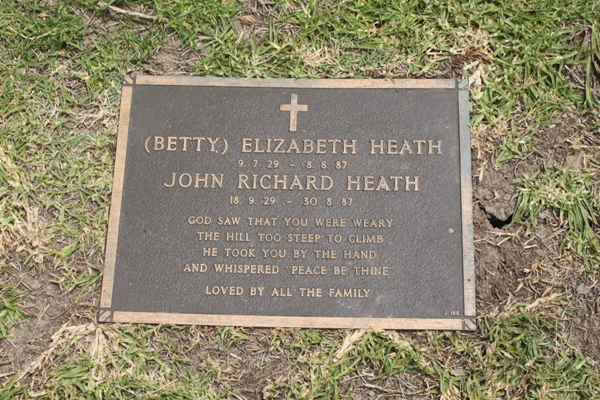 (BETTY) ELIZABETH HEATH
9.7.29 - 8.8.87
JOHN RICHARD HEATH
18.9.29 - 30.8.87
GOD SAW THAT YOU WERE WEARY
THE HILL TOO STEEP TO CLIMB
HE TOOK YOU BY THE HAND
AND WHISPERED "PEACE BE THINE"
LOVED BY ALL THE FAMILY